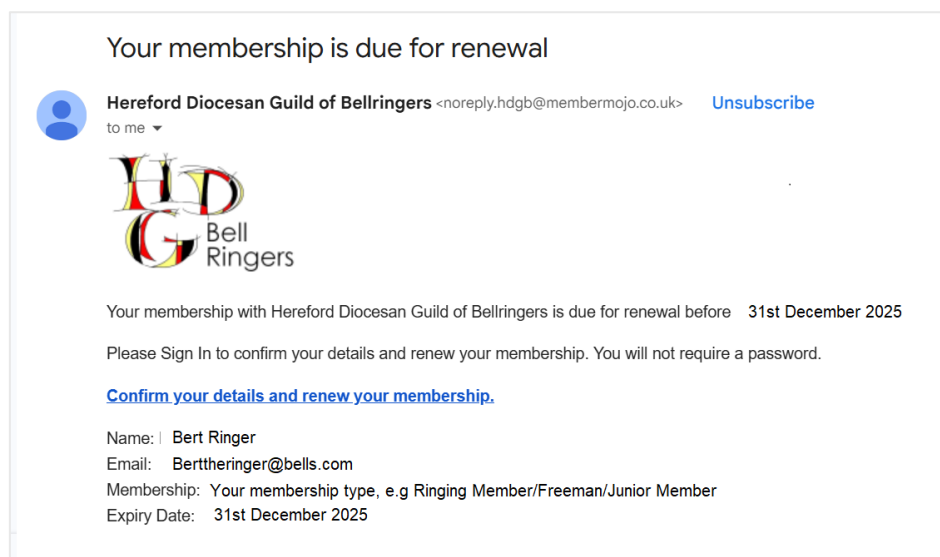 Your membership is due for renewal
Hereford Diocesan Guild of Bellringers <noreply.hdgb@membermojo.co.uk> Unsubscribe
to me
HDG Bell Ringers
Your membership with Hereford Diocesan Guild of Bellringers is due for renewal before 31st December 2025
Please Sign In to confirm your details and renew your membership. You will not require a password.
Confirm your details and renew your membership.
Name: Bert Ringer
Email: Berttheringer@bells.com
Membership: Your membership type, e.g Ringing Member/Freeman/Junior Member
Expiry Date: 31st December 2025